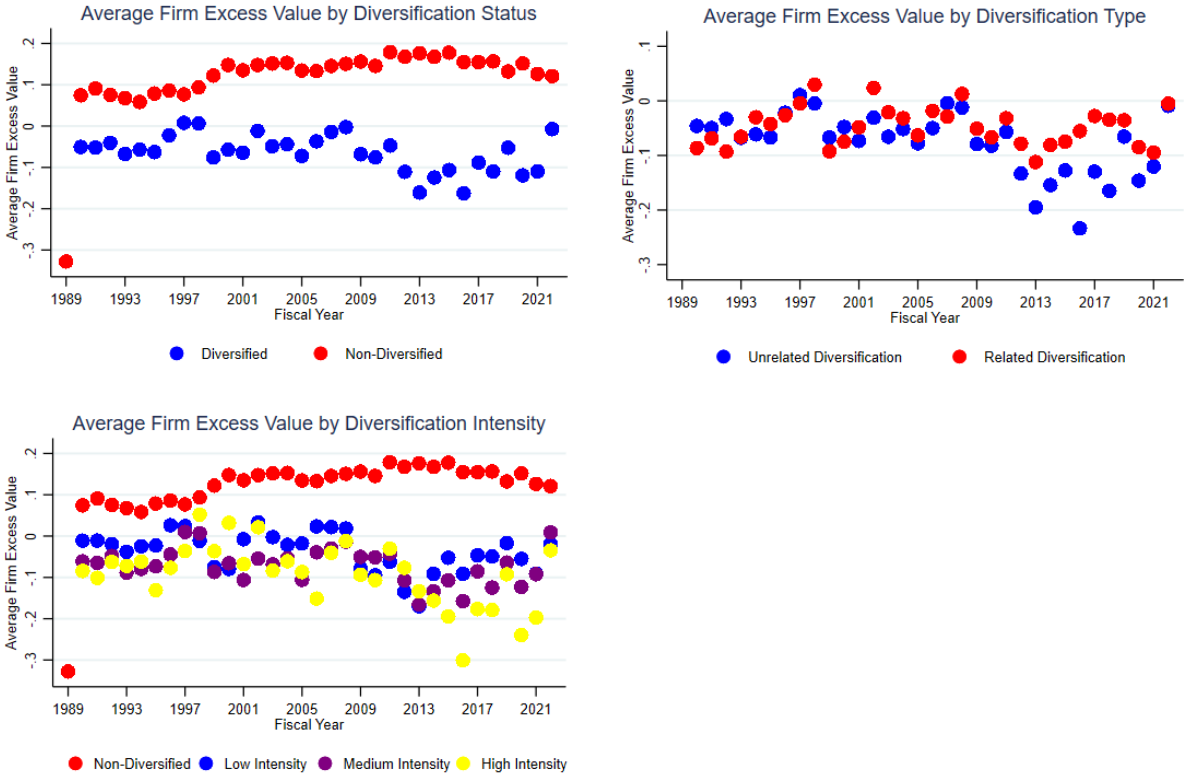 Average Firm Excess Value by Diversification Status
Average Firm Excess Value
.2
.1
0
-.1
-.2
-.3
1989 1993 1997 2001 2005 2009 2013 2017 2021
Fiscal Year
Diversified Non-Diversified
Average Firm Excess Value by Diversification Type
Average Firm Excess Value
.1
0
-.1
-.2
-.3
1989 1993 1997 2001 2005 2009 2013 2017 2021
Fiscal Year
Unrelated Diversification Related Diversification
Average Firm Excess Value by Diversification Intensity
Average Firm Excess Value
.2
.1
0
-.1
-.2
-.3
1989 1993 1997 2001 2005 2009 2013 2017 2021
Fiscal Year
Non-Diversified Low Intensity Medium Intensity High Intensity